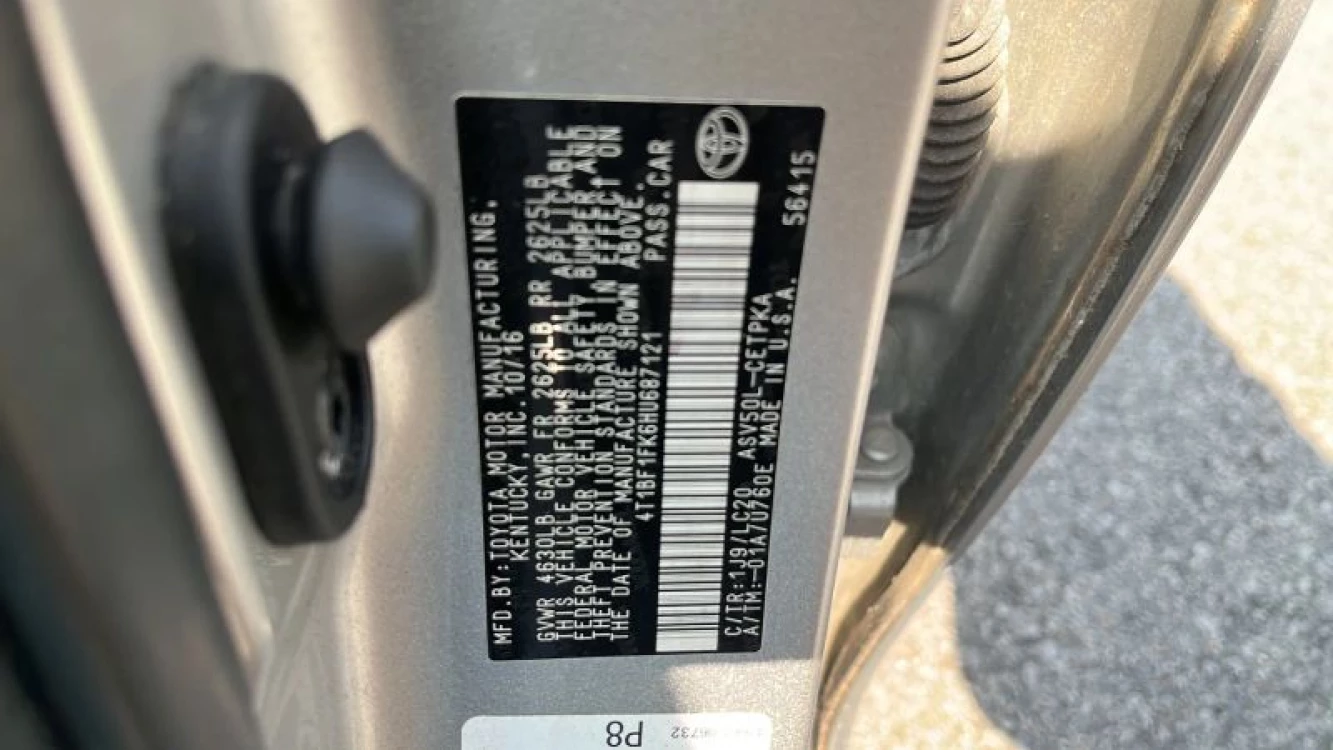 MFD.BY:TOYOTA MOTOR MANUFACTURING,
KENTUCKY,INC. 10/16
GVWR 4630LB GAWR FR 2625LB RR 2625LB
THIS VEHICLE CONFORMS TO ALL APPLICABLE
FEDERAL MOTOR VEHICLE SAFETY, BUMPER, AND
THEFT PREVENTION STANDARDS IN EFFECT ON
THE DATE OF MANUFACTURE SHOWN ABOVE.
4T1BF1FK6HU687121 PASS.CAR
C/TR:1J9/LC20 ASV50L-CETPKA
A/TM:-01A/U760E MADE IN U.S.A. 56415
P8